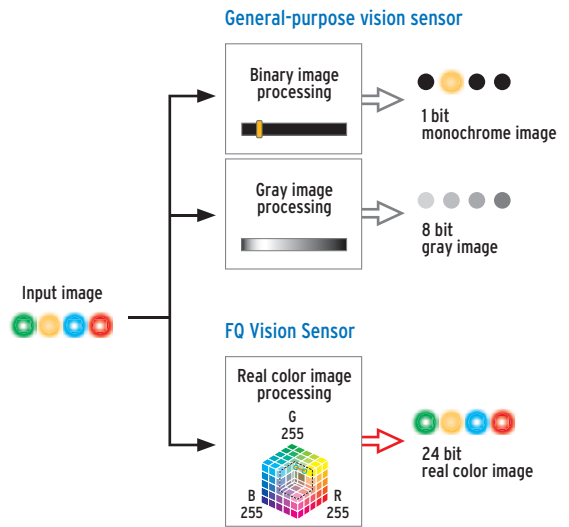 General-purpose vision sensor
Binary image
processing
1 bit
monochrome image
Gray image
processing
8 bit
gray image
Input image
FQ Vision Sensor
Real color image
processing
G
255
B
255
R
255
24 bit
real color image